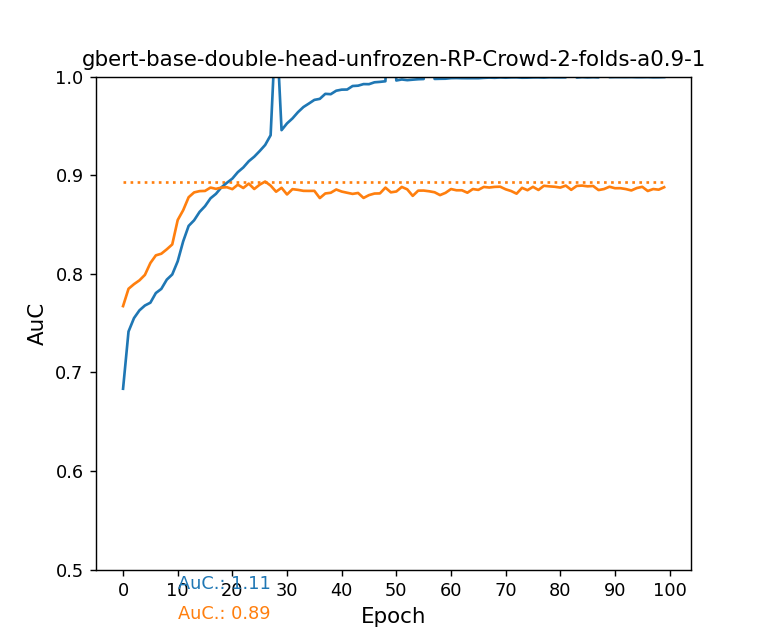 gbert-base-double-head-unfrozen-RP-Crowd-2-folds-a0.9-1
1.0
0.9
0.8
0.7
0.6
0.5
AuC
0 10 20 30 40 50 60 70 80 90 100
AuC.: 1.11
AuC.: 0.89
Epoch